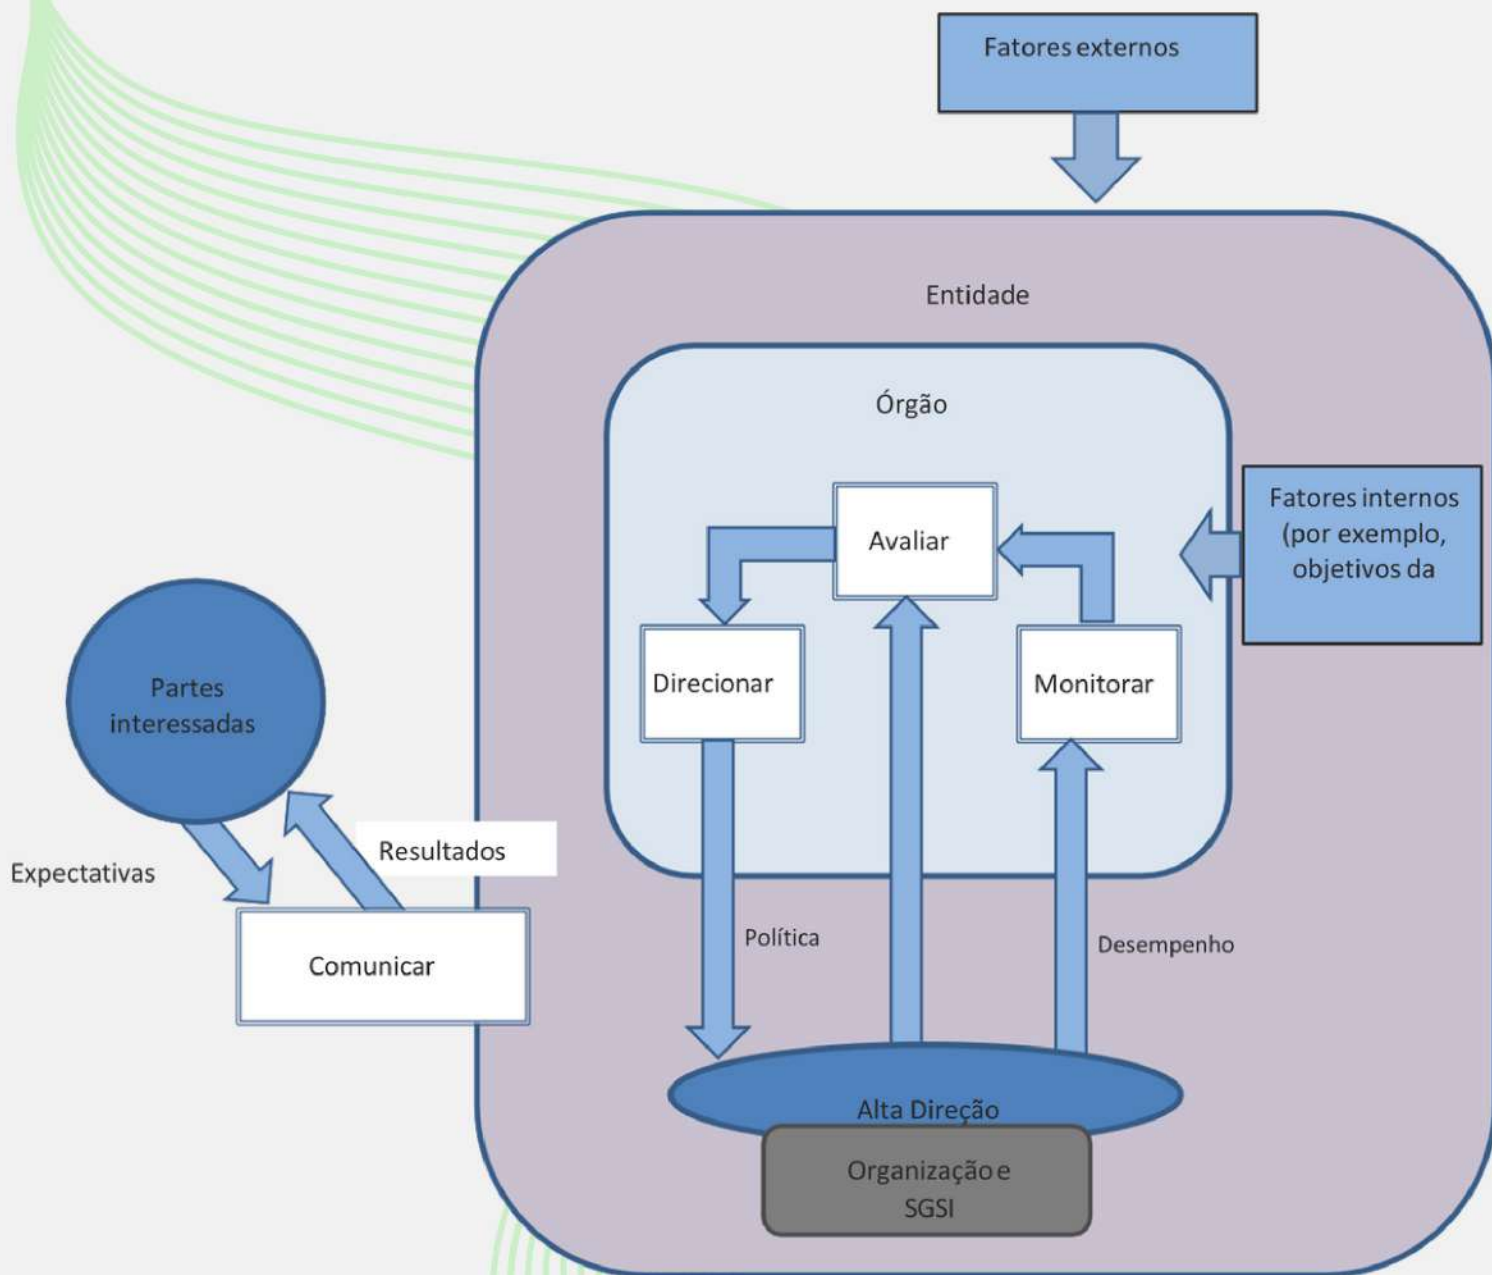 Fatores externos
Entidade
Órgão
Avaliar
Fatores internos
(por exemplo,
objetivos da
Direcionar
Monitorar
Partes
interessadas
Resultados
Expectativas
Política
Desempenho
Comunicar
Alta Direção
Organização e
SGSI